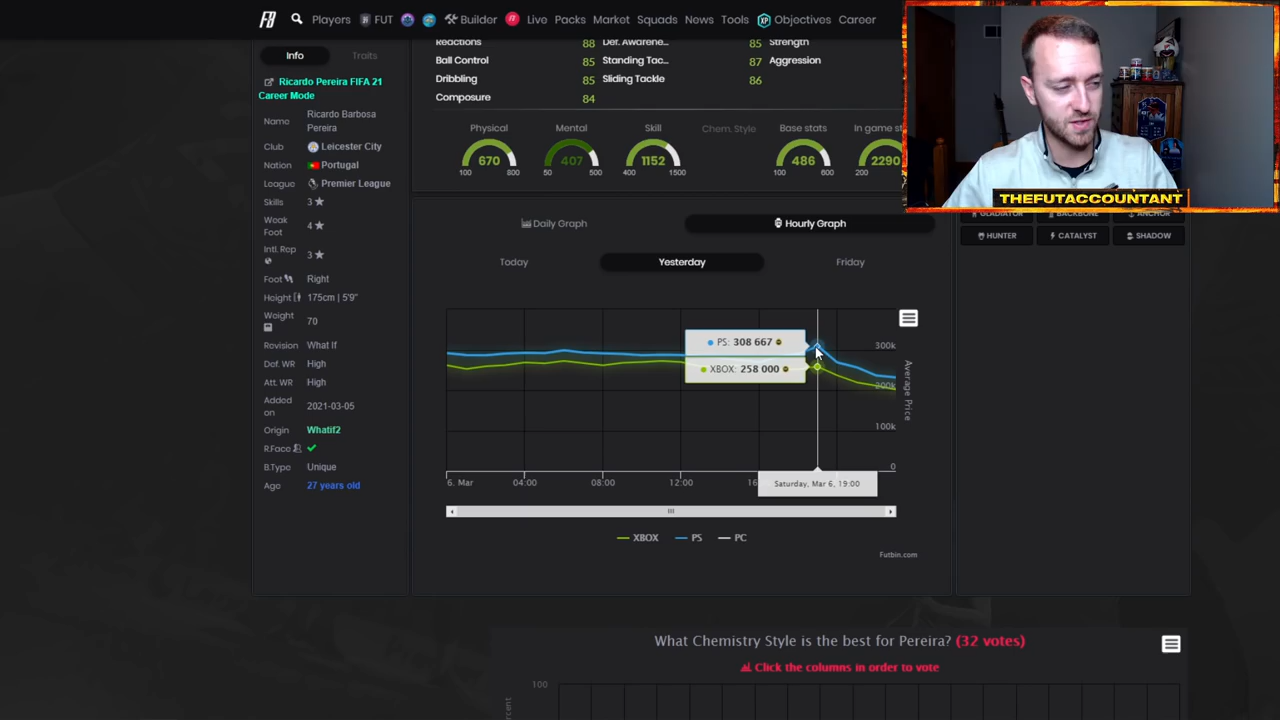 Players FUT Builder Live Packs Market Squads News Tools XP Objectives Career
Info Traits
Ricardo Pereira FIFA 21
Career Mode
Name Ricardo Barbosa
Pereira
Club Leicester City
Nation Portugal
League Premier League
Skills 3
Weak
Foot 4
Intl. Rep 3
Foot Right
Height 175cm | 5'9"
Weight 70
Revision What If
Def. WR High
Att. WR High
Added
on 2021-03-05
Origin Whatif2
R.Face
B.Type Unique
Age 27 years old
Reactions 88 Def. Awarene... 85 Strength
Ball Control 85 Standing Tac... 87 Aggression
Dribbling 85 Sliding Tackle 86
Composure 84
Physical Mental Skill Chem. Style Base stats In game st
670 407 1152 486 2290
100 800 50 500 400 1500 100 600 200
Daily Graph Hourly Graph
Today Yesterday Friday
PS: 308 667
XBOX: 258 000
300k
200k
100k
0
Average Price
6. Mar 04:00 08:00 12:00 16
Saturday, Mar 6, 19:00
XBOX PS PC
Futbin.com
THEFUTACCOUNTANT
GLADIATOR BACKBONE ANCHOR
HUNTER CATALYST SHADOW
What Chemistry Style is the best for Pereira? (32 votes)
Click the columns in order to vote
100
percent